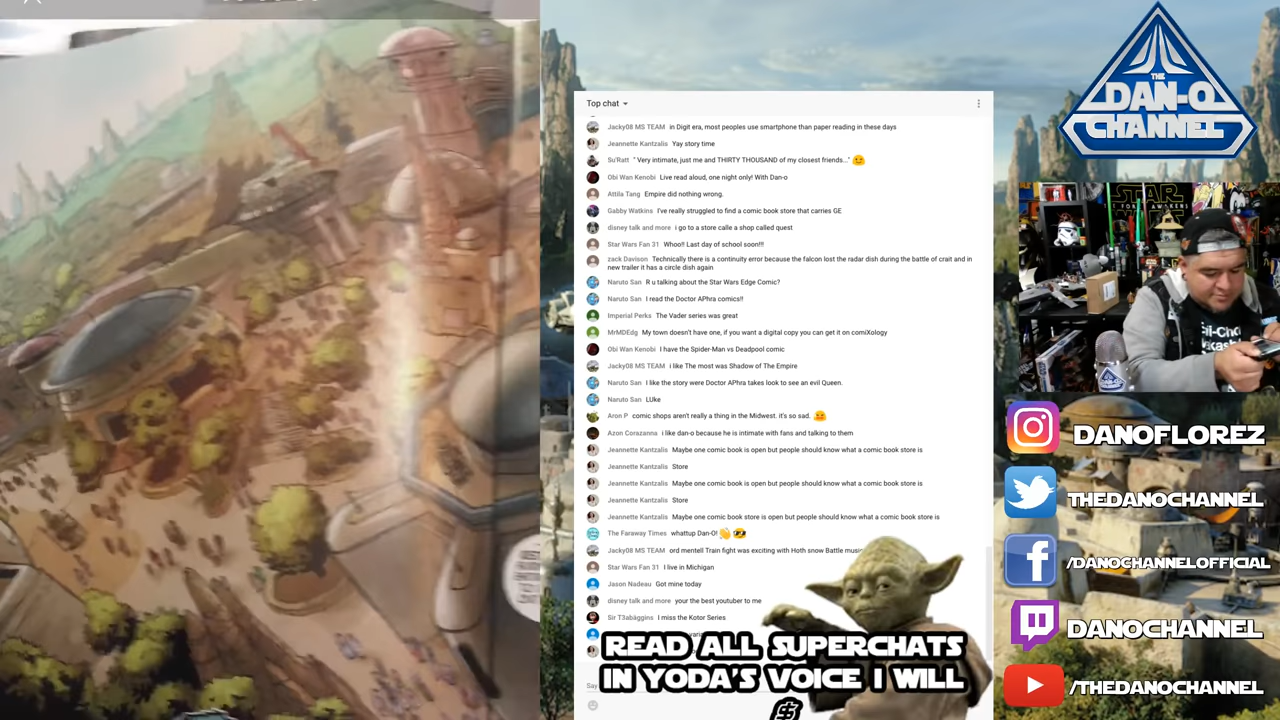 Top chat
Jacky08 MS TEAM in Digit era, most peoples use smartphone than paper reading in these days
Jeannette Kantzalis Yay story time
Su'Ratt " Very intimate, just me and THIRTY THOUSAND of my closest friends..."
Obi Wan Kenobi Live read aloud, one night only! With Dan-o
Attila Tang Empire did nothing wrong.
Gabby Watkins I've really struggled to find a comic book store that carries GE
disney talk and more i go to a store calle a shop called quest
Star Wars Fan 31 Whoo!! Last day of school soon!!!
zack Davison Technically there is a continuity error because the falcon lost the radar dish during the battle of crait and in
new trailer it has a circle dish again
Naruto San R u talking about the Star Wars Edge Comic?
Naruto San I read the Doctor APhra comics!!
Imperial Perks The Vader series was great
MrMDEdg My town doesn't have one, if you want a digital copy you can get it on comiXology
Obi Wan Kenobi I have the Spider-Man vs Deadpool comic
Jacky08 MS TEAM i like The most was Shadow of The Empire
Naruto San I like the story were Doctor APhra takes look to see an evil Queen.
Naruto San LUke
Aron P comic shops aren't really a thing in the Midwest. it's so sad.
Azon Corazanna i like dan-o because he is intimate with fans and talking to them
Jeannette Kantzalis Maybe one comic book is open but people should know what a comic book store is
Jeannette Kantzalis Store
Jeannette Kantzalis Maybe one comic book is open but people should know what a comic book store is
Jeannette Kantzalis Store
Jeannette Kantzalis Maybe one comic book store is open but people should know what a comic book store is
The Faraway Times whattup Dan-O!
Jacky08 MS TEAM ord mentell Train fight was exciting with Hoth snow Battle music
Star Wars Fan 31 I live in Michigan
Jason Nadeau Got mine today
disney talk and more your the best youtuber to me
Sir T3abäggins I miss the Kotor Series
READ ALL SUPERCHATS
IN YODA'S VOICE I WILL
$
Say
THE
DAN-O
CHANNEL
STAR
DANOFLOREZ
THEDANOCHANNEL
/DANOCHANNELOFFICIAL
DANOCHANNEL
/THEDANOCHANNEL